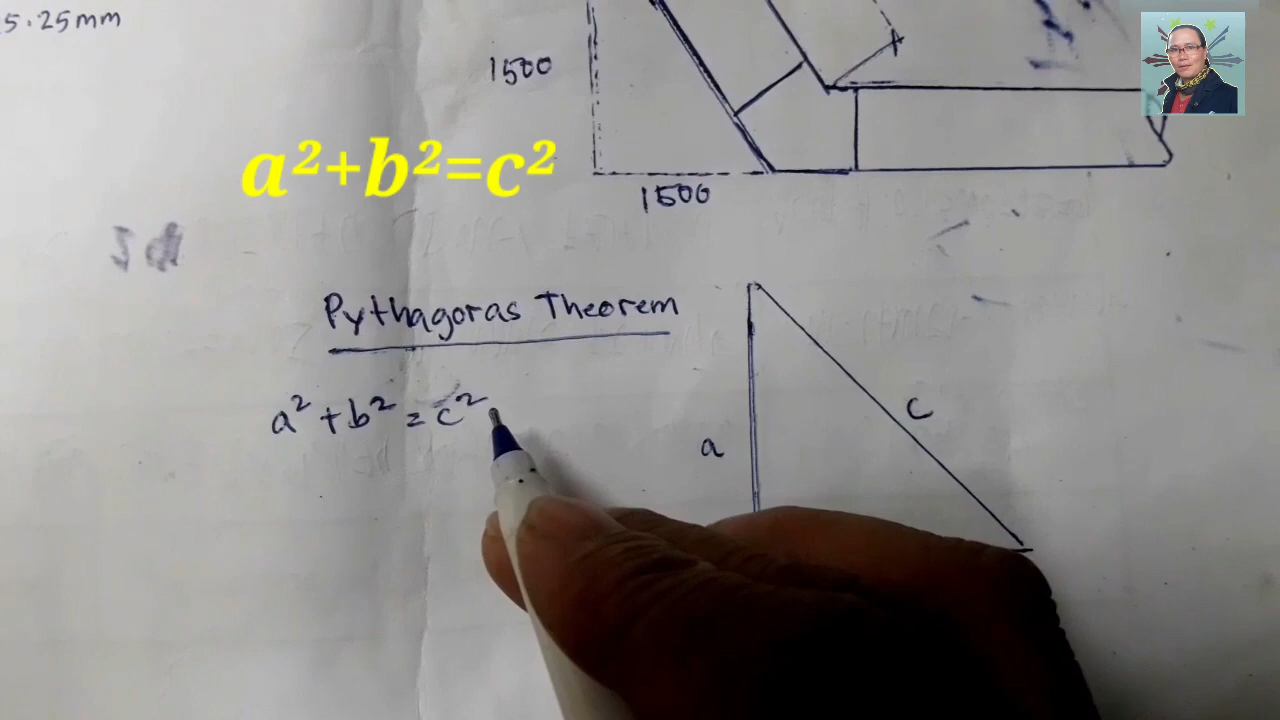 5.25mm
1500
a²+b²=c²
1500
Pythagoras Theorem
a² + b² = c²
c
a